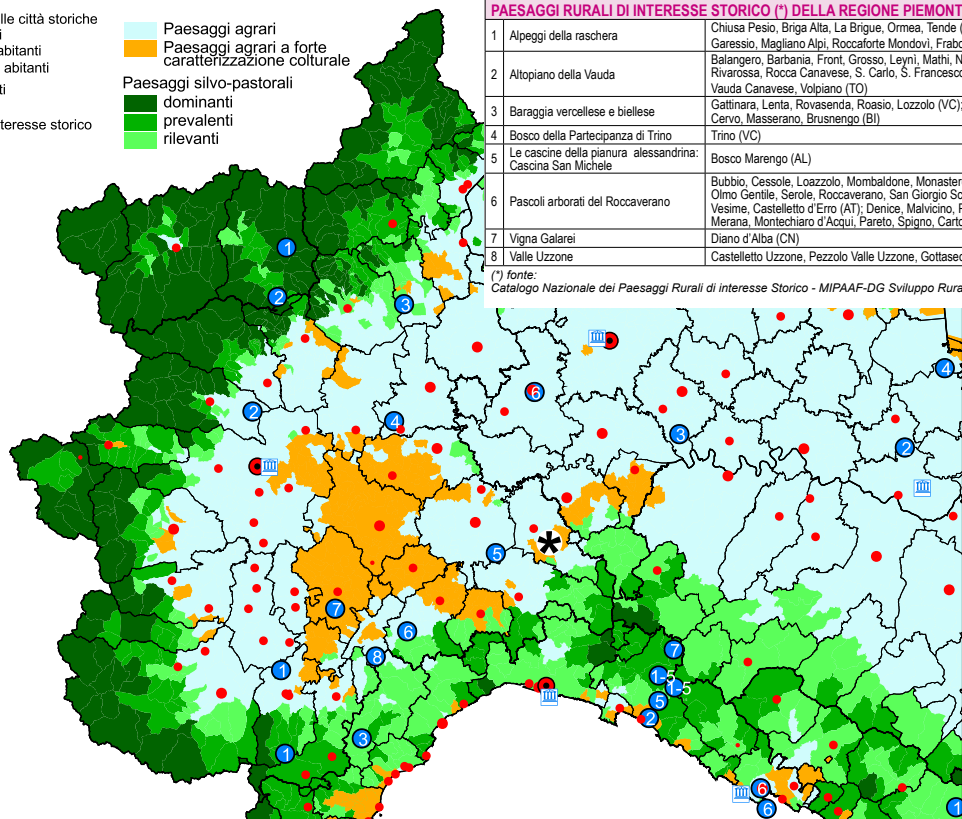 lle città storiche
i
abitanti
abitanti
ti
teresse storico
Paesaggi agrari
Paesaggi agrari a forte
caratterizzazione colturale
Paesaggi silvo-pastorali
dominanti
prevalenti
rilevanti
PAESAGGI RURALI DI INTERESSE STORICO (*) DELLA REGIONE PIEMONT
1 Alpeggi della raschera
Chiusa Pesio, Briga Alta, La Brigue, Ormea, Tende (
Garessio, Magliano Alpi, Roccaforte Mondovì, Frabo
2 Altopiano della Vauda
Balangero, Barbania, Front, Grosso, Leynì, Mathi, N
Rivarossa, Rocca Canavese, S. Carlo, S. Francesco
Vauda Canavese, Volpiano (TO)
3 Baraggia vercellese e biellese
Gattinara, Lenta, Rovasenda, Roasio, Lozzolo (VC);
Cervo, Masserano, Brusnengo (BI)
4 Bosco della Partecipanza di Trino
Trino (VC)
5 Le cascine della pianura alessandrina:
Cascina San Michele
Bosco Marengo (AL)
6 Pascoli arborati del Roccaverano
Bubbio, Cessole, Loazzolo, Mombaldone, Monaster
Olmo Gentile, Serole, Roccaverano, San Giorgio Sc
Vesime, Castelletto d'Erro (AT); Denice, Malvicino, P
Merana, Montechiaro d'Acqui, Pareto, Spigno, Carto
7 Vigna Galarei
Diano d'Alba (CN)
8 Valle Uzzone
Castelletto Uzzone, Pezzolo Valle Uzzone, Gottasec
(*) fonte:
Catalogo Nazionale dei Paesaggi Rurali di interesse Storico - MIPAAF-DG Sviluppo Rura
1
2
3
4
6
2
4
3
2
*
5
7
6
8
7
1
1-5
1-5
5
2
3
1
6
6
1